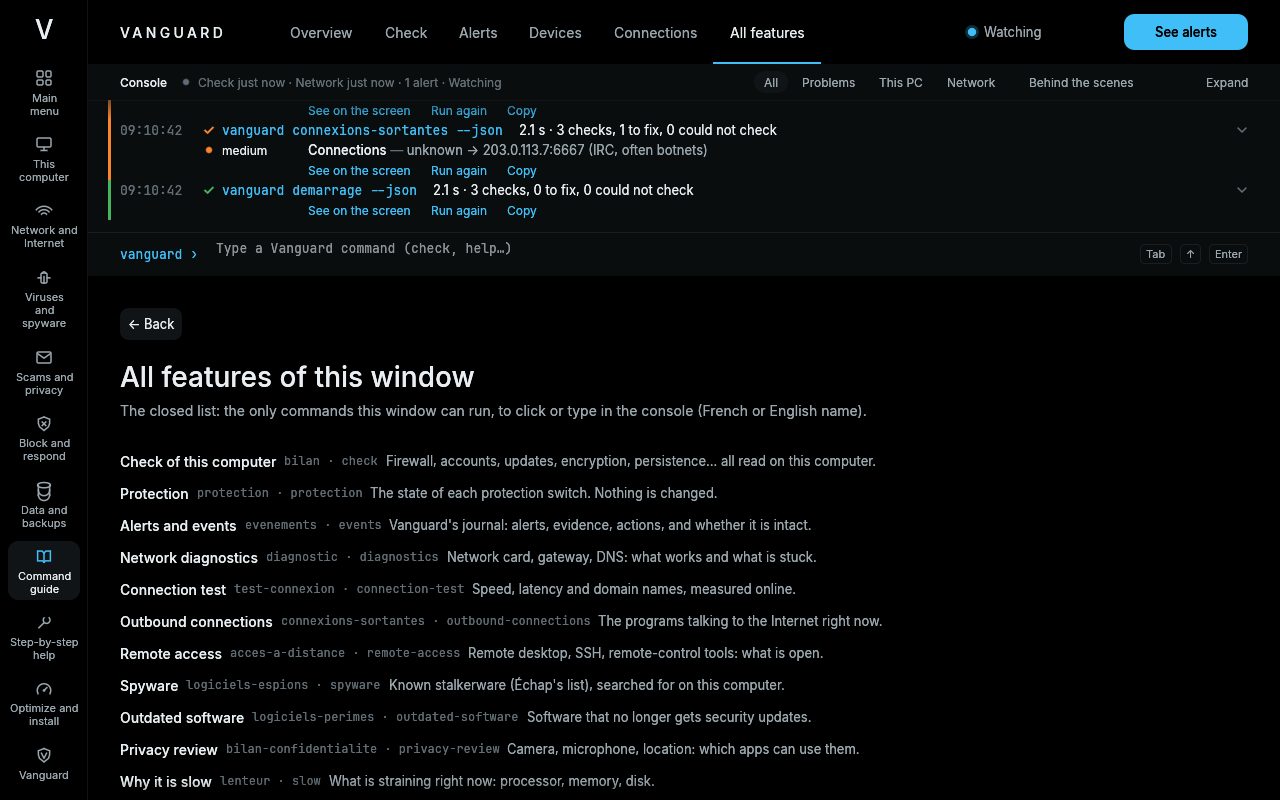 V
VANGUARD
Overview
Check
Alerts
Devices
Connections
All features
Watching
See alerts
Main
menu
This
computer
Network and
Internet
Viruses
and
spyware
Scams and
privacy
Block and
respond
Data and
backups
Command
guide
Step-by-step
help
Optimize and
install
Vanguard
Console
Check just now · Network just now · 1 alert · Watching
All
Problems
This PC
Network
Behind the scenes
Expand
See on the screen Run again Copy
09:10:42 vanguard connexions-sortantes --json 2.1 s · 3 checks, 1 to fix, 0 could not check
medium Connections — unknown → 203.0.113.7:6667 (IRC, often botnets)
See on the screen Run again Copy
09:10:42 vanguard demarrage --json 2.1 s · 3 checks, 0 to fix, 0 could not check
See on the screen Run again Copy
vanguard › Type a Vanguard command (check, help…)
Tab ↑ Enter
← Back
All features of this window
The closed list: the only commands this window can run, to click or type in the console (French or English name).
Check of this computer bilan · check Firewall, accounts, updates, encryption, persistence... all read on this computer.
Protection protection · protection The state of each protection switch. Nothing is changed.
Alerts and events evenements · events Vanguard's journal: alerts, evidence, actions, and whether it is intact.
Network diagnostics diagnostic · diagnostics Network card, gateway, DNS: what works and what is stuck.
Connection test test-connexion · connection-test Speed, latency and domain names, measured online.
Outbound connections connexions-sortantes · outbound-connections The programs talking to the Internet right now.
Remote access acces-a-distance · remote-access Remote desktop, SSH, remote-control tools: what is open.
Spyware logiciels-espions · spyware Known stalkerware (Échap's list), searched for on this computer.
Outdated software logiciels-perimes · outdated-software Software that no longer gets security updates.
Privacy review bilan-confidentialite · privacy-review Camera, microphone, location: which apps can use them.
Why it is slow lenteur · slow What is straining right now: processor, memory, disk.